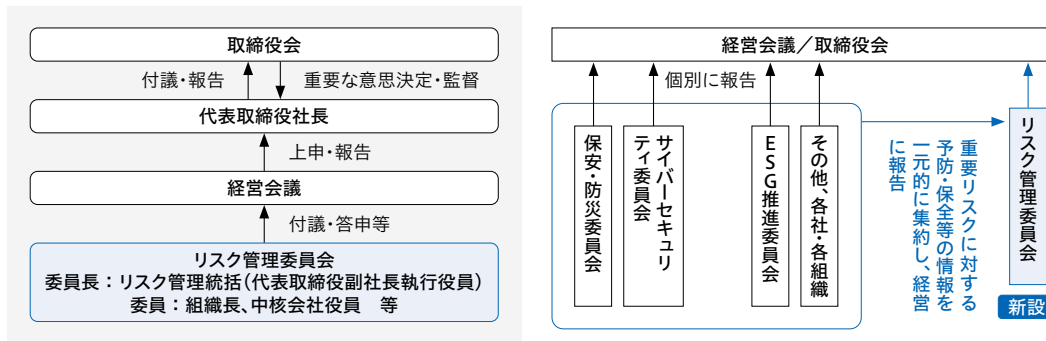 取締役会
付議・報告
重要な意思決定・監督
代表取締役社長
上申・報告
経営会議
付議・答申等
リスク管理委員会
委員長：リスク管理統括（代表取締役副社長執行役員）
委員：組織長、中核会社役員　等
経営会議／取締役会
個別に報告
保安・防災委員会
サイバーセキュリ
ティ委員会
ESG推進委員会
その他、各社・各組織
重要リスクに対する
予防・保全等の情報を
一元的に集約し、経営
に報告
リスク管理委員会
新設